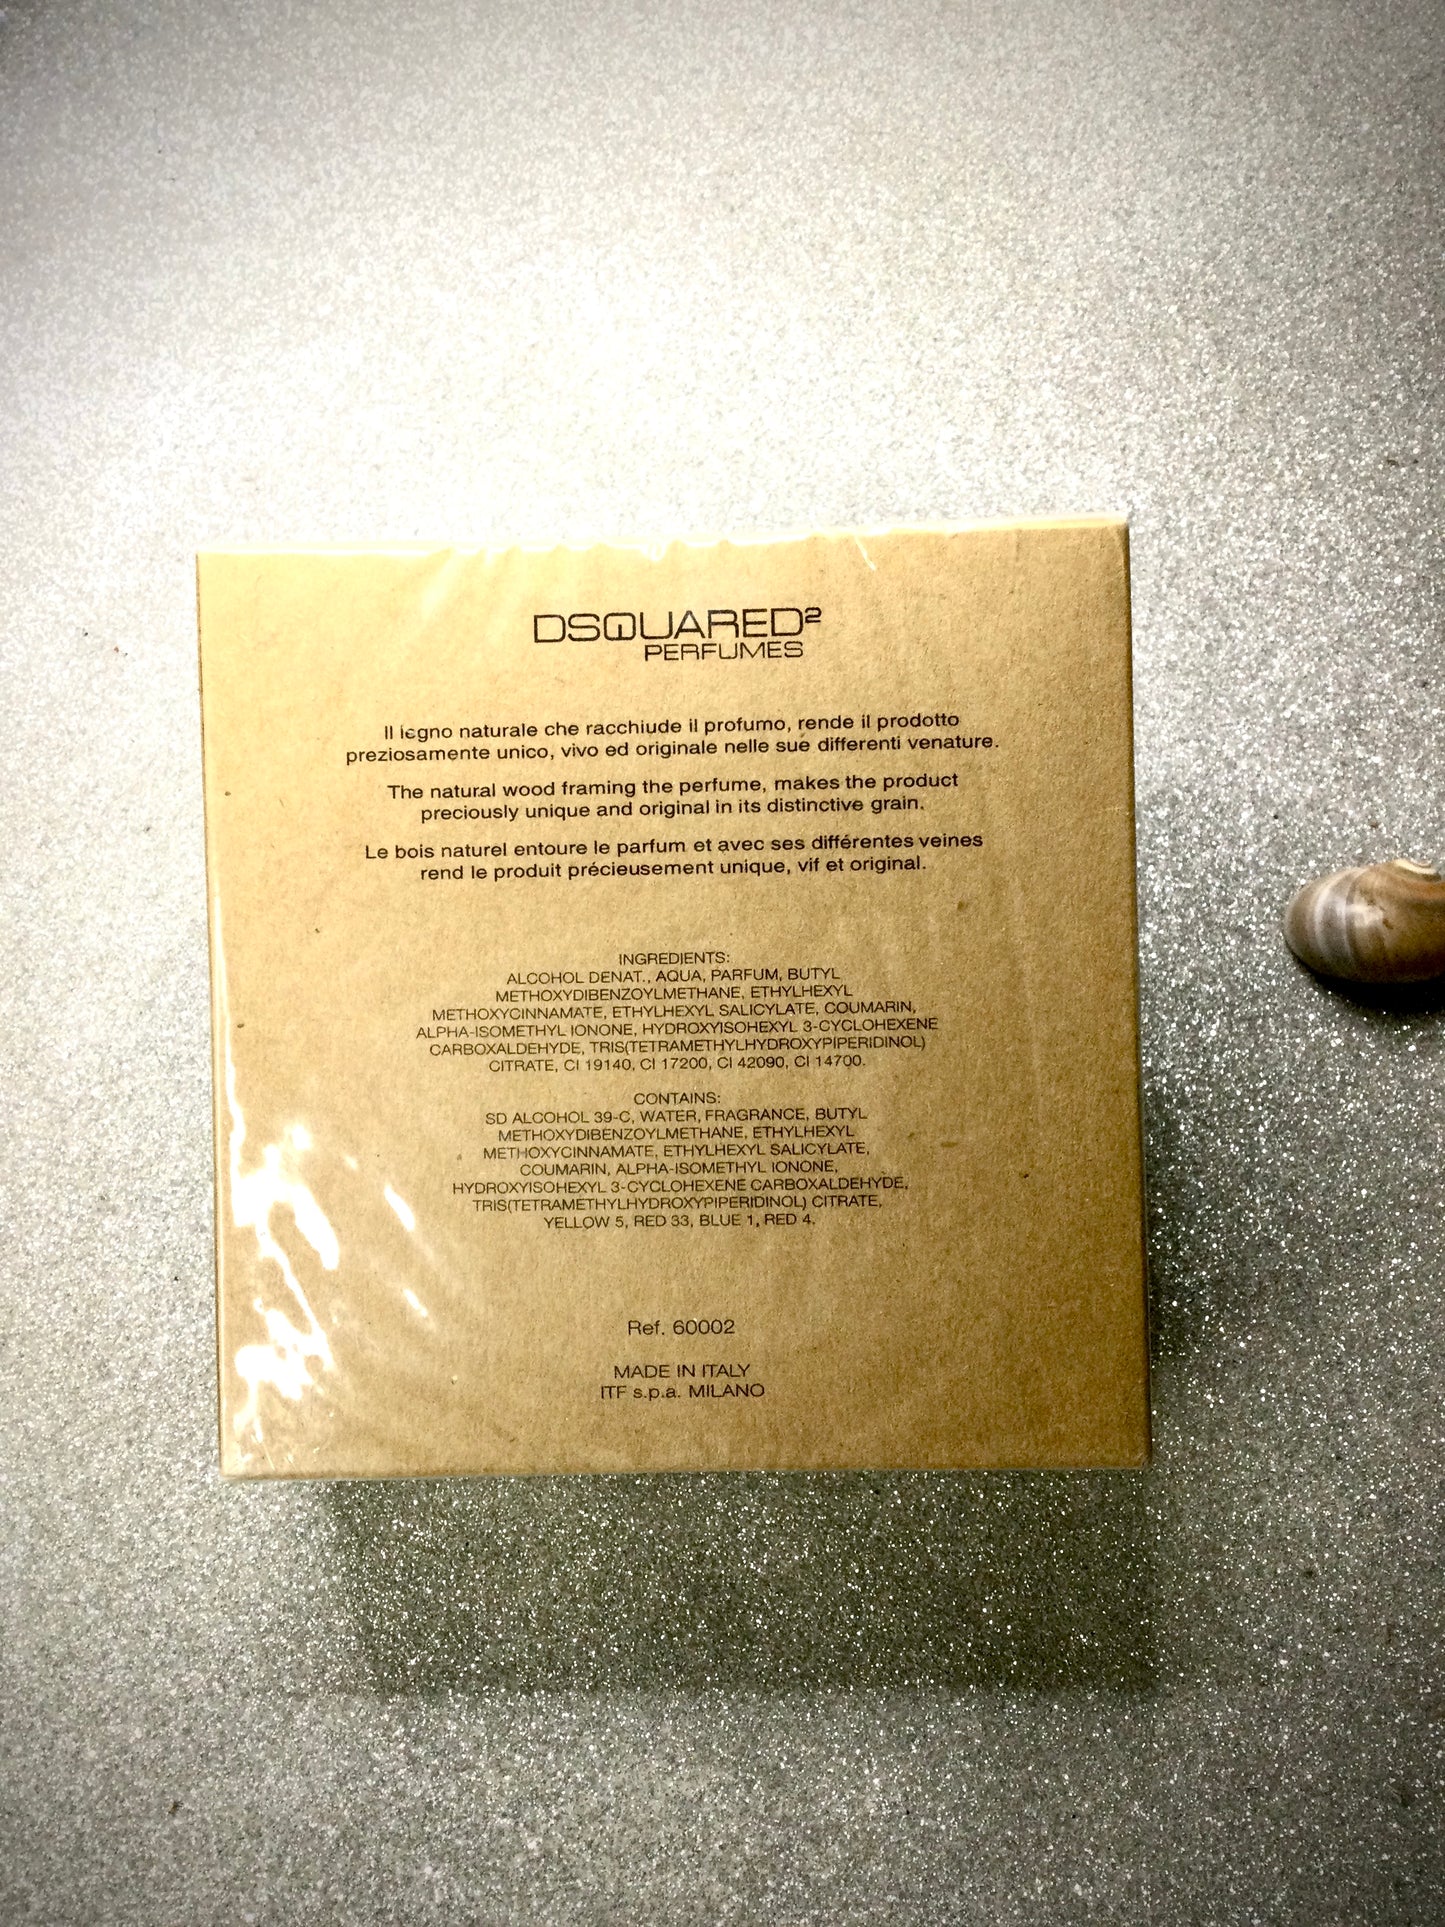 DSQUARED²
PERFUMES
Il legno naturale che racchiude il profumo, rende il prodotto
preziosamente unico, vivo ed originale nelle sue differenti venature.
The natural wood framing the perfume, makes the product
preciously unique and original in its distinctive grain.
Le bois naturel entoure le parfum et avec ses différentes veines
rend le produit précieusement unique, vif et original.
INGREDIENTS:
ALCOHOL DENAT., AQUA, PARFUM, BUTYL
METHOXYDIBENZOYLMETHANE, ETHYLHEXYL
METHOXYCINNAMATE, ETHYLHEXYL SALICYLATE, COUMARIN,
ALPHA-ISOMETHYL IONONE, HYDROXYISOHEXYL 3-CYCLOHEXENE
CARBOXALDEHYDE, TRIS(TETRAMETHYLHYDROXYPIPERIDINOL)
CITRATE, CI 19140, CI 17200, CI 42090, CI 14700.
CONTAINS:
SD ALCOHOL 39-C, WATER, FRAGRANCE, BUTYL
METHOXYDIBENZOYLMETHANE, ETHYLHEXYL
METHOXYCINNAMATE, ETHYLHEXYL SALICYLATE,
COUMARIN, ALPHA-ISOMETHYL IONONE,
HYDROXYISOHEXYL 3-CYCLOHEXENE CARBOXALDEHYDE,
TRIS(TETRAMETHYLHYDROXYPIPERIDINOL) CITRATE,
YELLOW 5, RED 33, BLUE 1, RED 4.
Ref. 60002
MADE IN ITALY
ITF s.p.a. MILANO